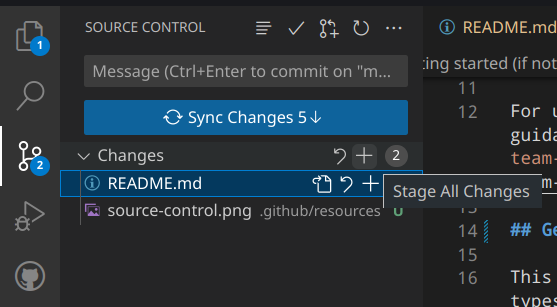 SOURCE CONTROL
README.md
Message (Ctrl+Enter to commit on "m...
ting started (if not
Sync Changes 5↓
Changes 2
README.md
source-control.png .github/resources U
Stage All Changes
1
2
11
12 For u
guida
team-
13
14 ## Ge
15
16 This
types